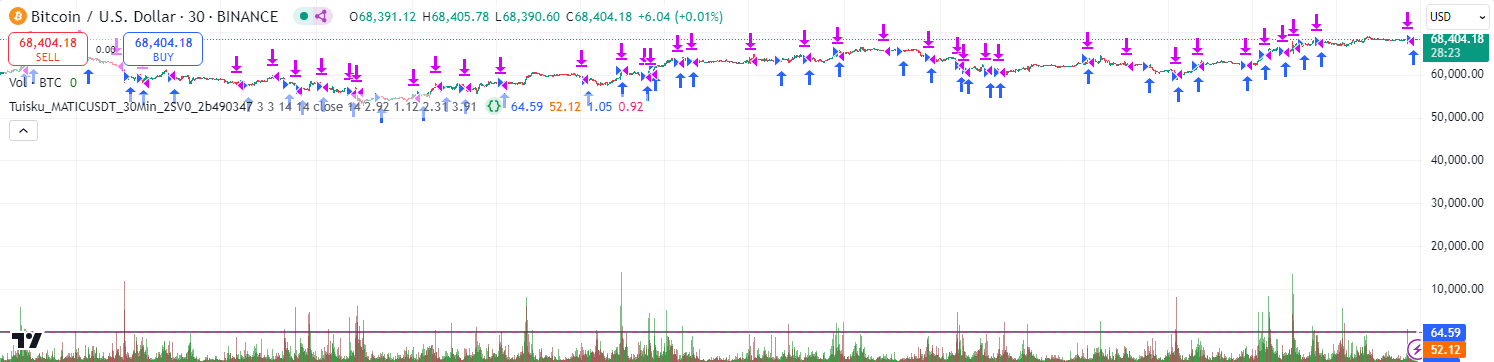 Bitcoin / U.S. Dollar · 30 · BINANCE O68,391.12 H68,405.78 L68,390.60 C68,404.18 +6.04 (+0.01%)
USD
68,404.18 SELL
0.00
68,404.18 BUY
68,404.18
28:23
Vol · BTC 0
60,000.00
Tuisku_MATICUSDT_30Min_2SV0_2b490347 3 3 14 14 close 14 2.92 1.12 2.31 3.91 {} 64.59 52.12 1.05 0.92
50,000.00
40,000.00
30,000.00
20,000.00
10,000.00
64.59
52.12